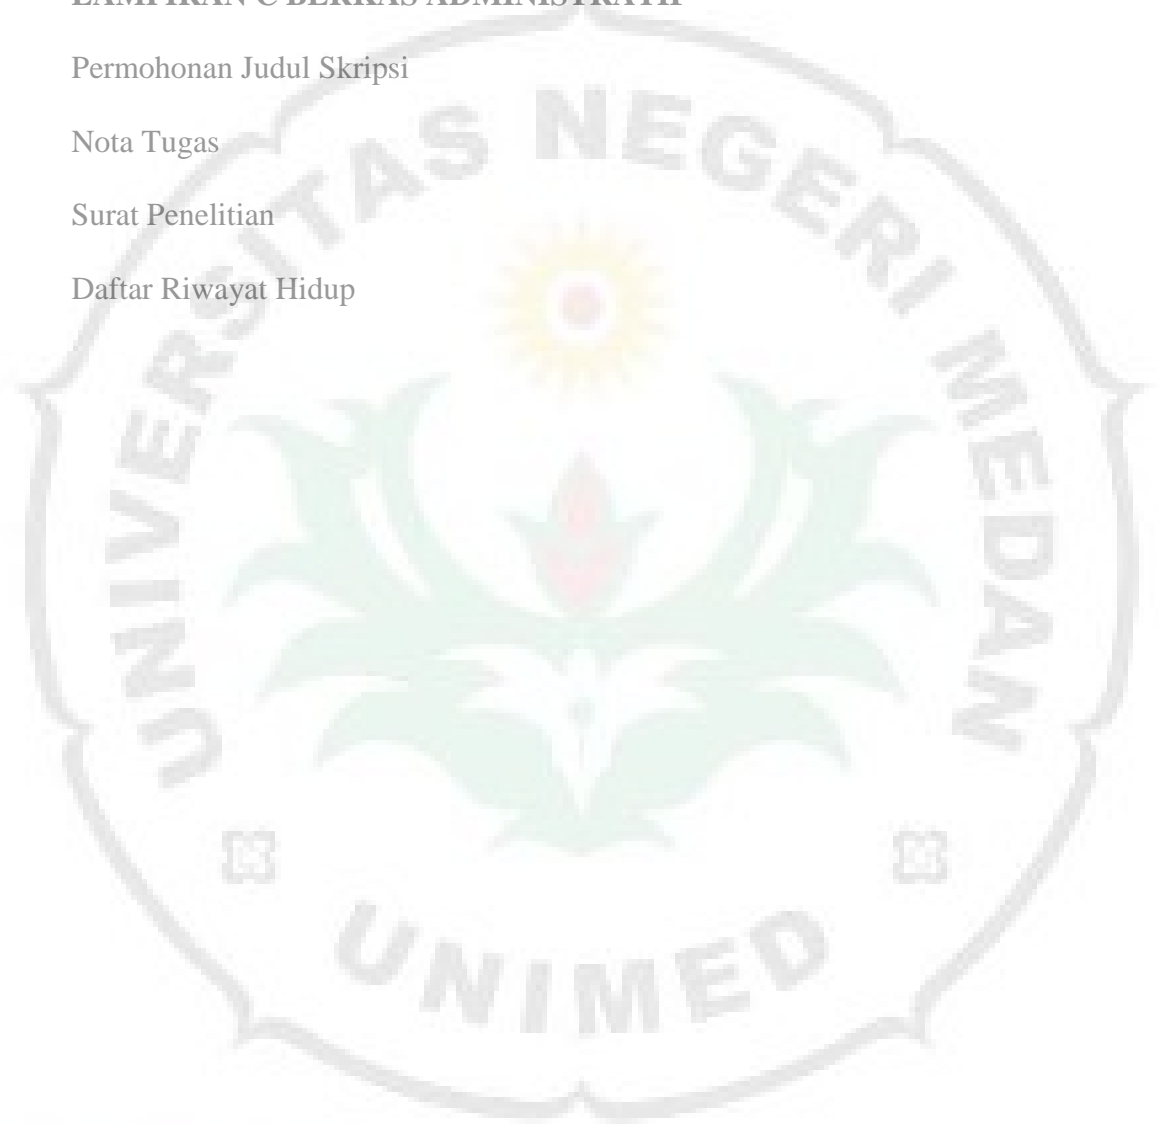 LAMPIRAN C BERKAS ADMINISTRATIF
Permohonan Judul Skripsi
Nota Tugas
Surat Penelitian
Daftar Riwayat Hidup
UNIVERSITAS NEGERI MEDAN
UNIMED